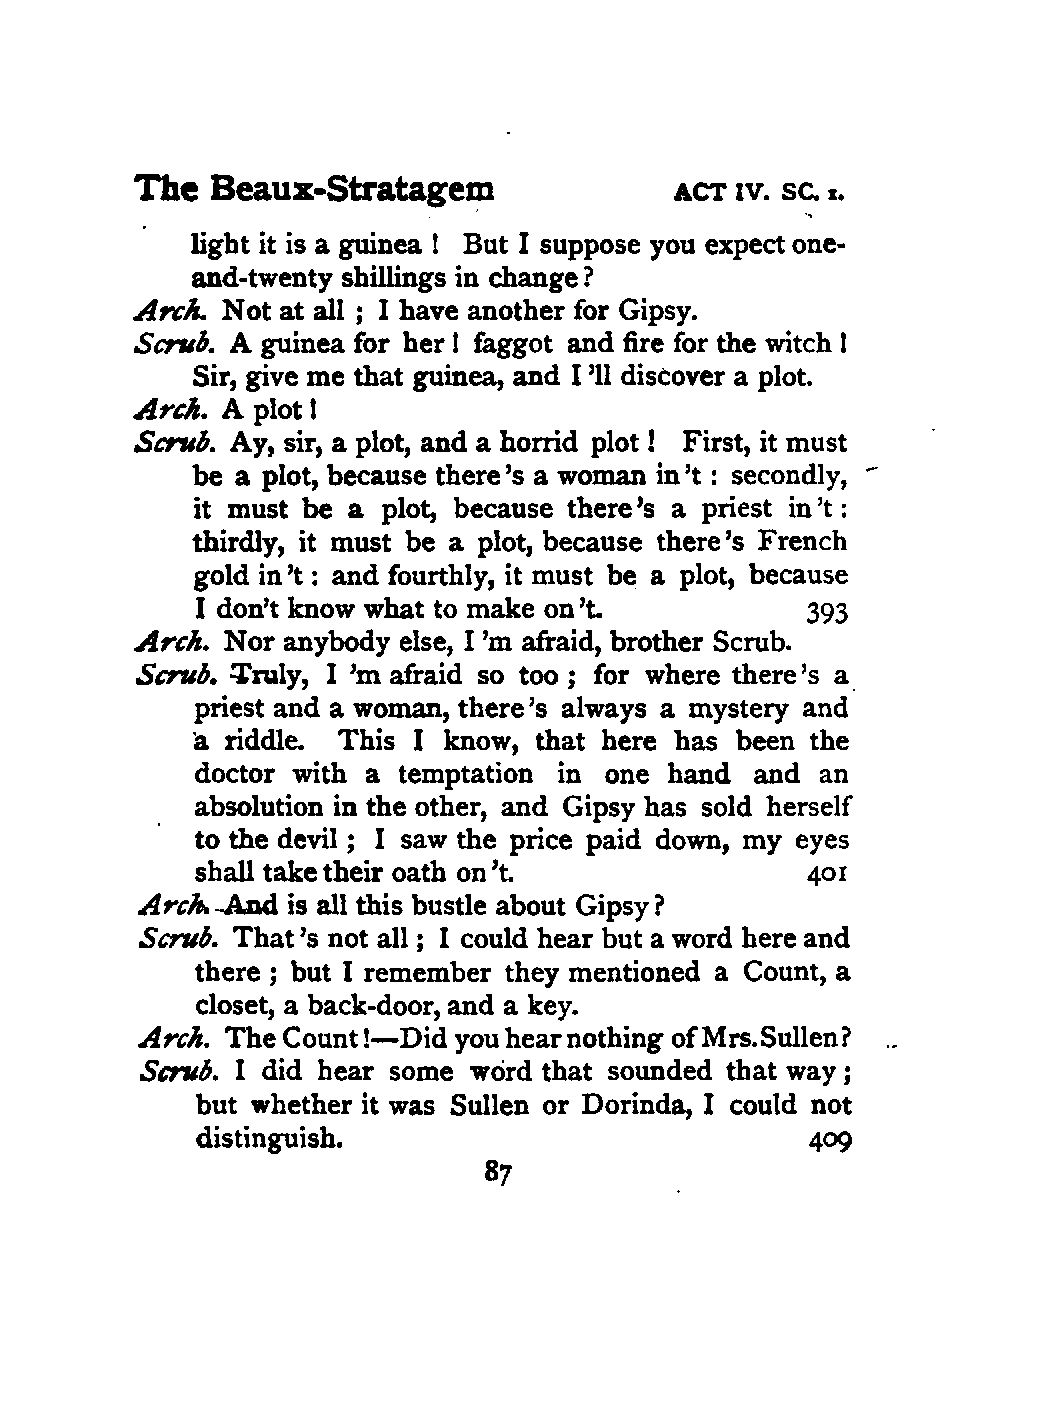 The Beaux-Stratagem ACT IV. SC. 1.
light it is a guinea ! But I suppose you expect one-
and-twenty shillings in change ?
Arch. Not at all ; I have another for Gipsy.
Scrub. A guinea for her ! faggot and fire for the witch !
Sir, give me that guinea, and I 'll discover a plot.
Arch. A plot !
Scrub. Ay, sir, a plot, and a horrid plot ! First, it must
be a plot, because there 's a woman in 't : secondly,
it must be a plot, because there 's a priest in 't :
thirdly, it must be a plot, because there 's French
gold in 't : and fourthly, it must be a plot, because
I don't know what to make on 't. 393
Arch. Nor anybody else, I 'm afraid, brother Scrub.
Scrub. Truly, I 'm afraid so too ; for where there 's a
priest and a woman, there 's always a mystery and
a riddle. This I know, that here has been the
doctor with a temptation in one hand and an
absolution in the other, and Gipsy has sold herself
to the devil ; I saw the price paid down, my eyes
shall take their oath on 't. 401
Arch. And is all this bustle about Gipsy ?
Scrub. That 's not all ; I could hear but a word here and
there ; but I remember they mentioned a Count, a
closet, a back-door, and a key.
Arch. The Count !—Did you hear nothing of Mrs. Sullen ?
Scrub. I did hear some word that sounded that way ;
but whether it was Sullen or Dorinda, I could not
distinguish. 409
87